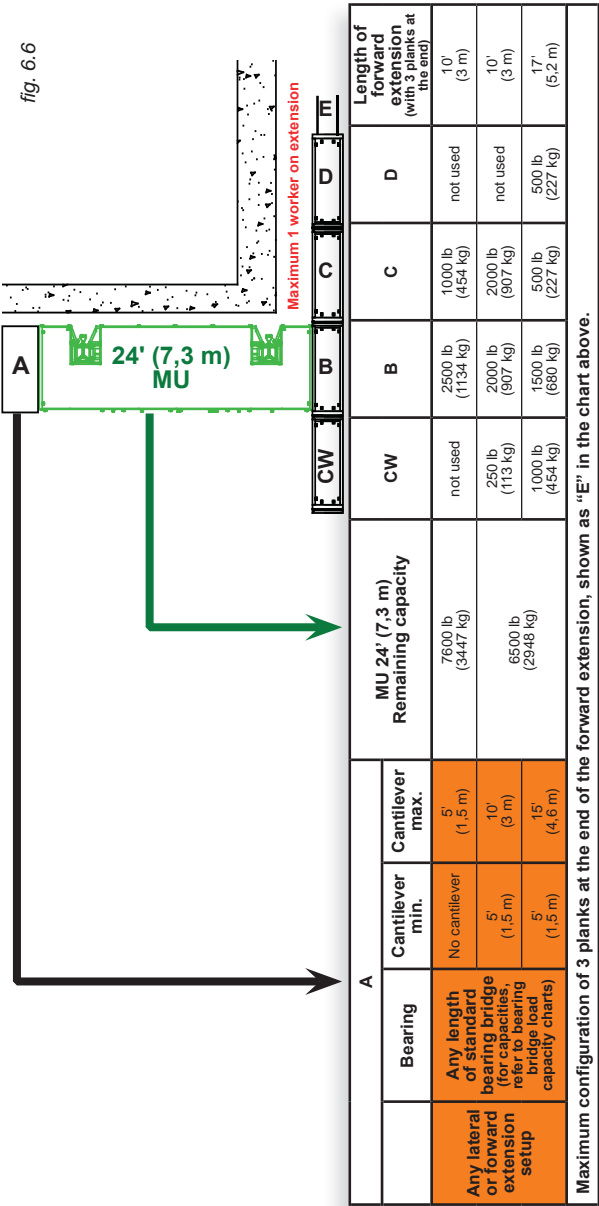 fig. 6.6
A
24' (7,3 m)
MU
Maximum 1 worker on extension
CW
B
C
D
E
A
MU 24' (7,3 m)
Remaining capacity
CW
B
C
D
Length of
forward
extension
(with 3 planks at
the end)
Bearing
Cantilever
min.
Cantilever
max.
Any lateral
or forward
extension
setup
Any length
of standard
bearing bridge
(for capacities,
refer to bearing
bridge load
capacity charts)
No cantilever
5'
(1,5 m)
7600 lb
(3447 kg)
not used
2500 lb
(1134 kg)
1000 lb
(454 kg)
not used
10'
(3 m)
5'
(1,5 m)
10'
(3 m)
6500 lb
(2948 kg)
250 lb
(113 kg)
2000 lb
(907 kg)
2000 lb
(907 kg)
not used
10'
(3 m)
5'
(1,5 m)
15'
(4,6 m)
1000 lb
(454 kg)
1500 lb
(680 kg)
500 lb
(227 kg)
500 lb
(227 kg)
17'
(5,2 m)
Maximum configuration of 3 planks at the end of the forward extension, shown as “E” in the chart above.